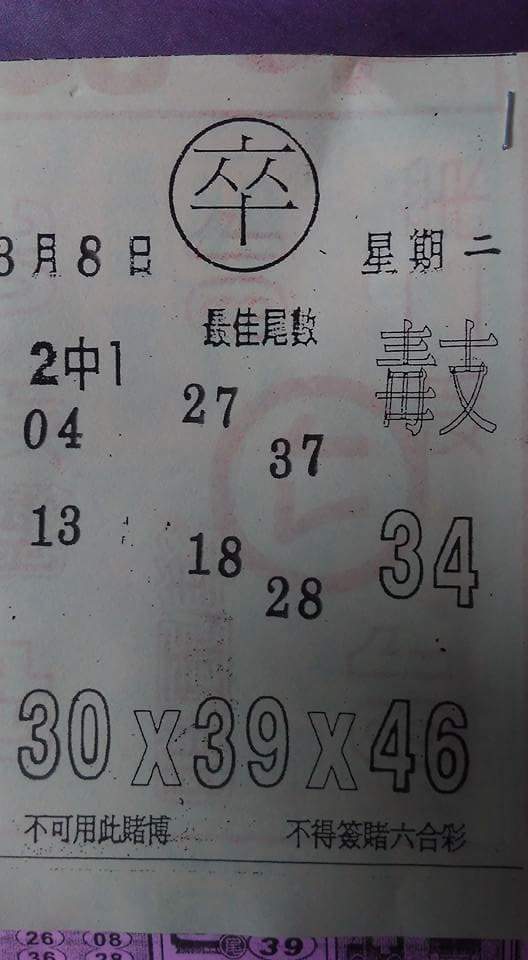 卒
8月8日 星期二
最佳尾數
2中1
毒支
27
04
37
13
18
34
28
30x39x46
不可用此賭博 不得簽賭六合彩
26 08
尾 39
36 28